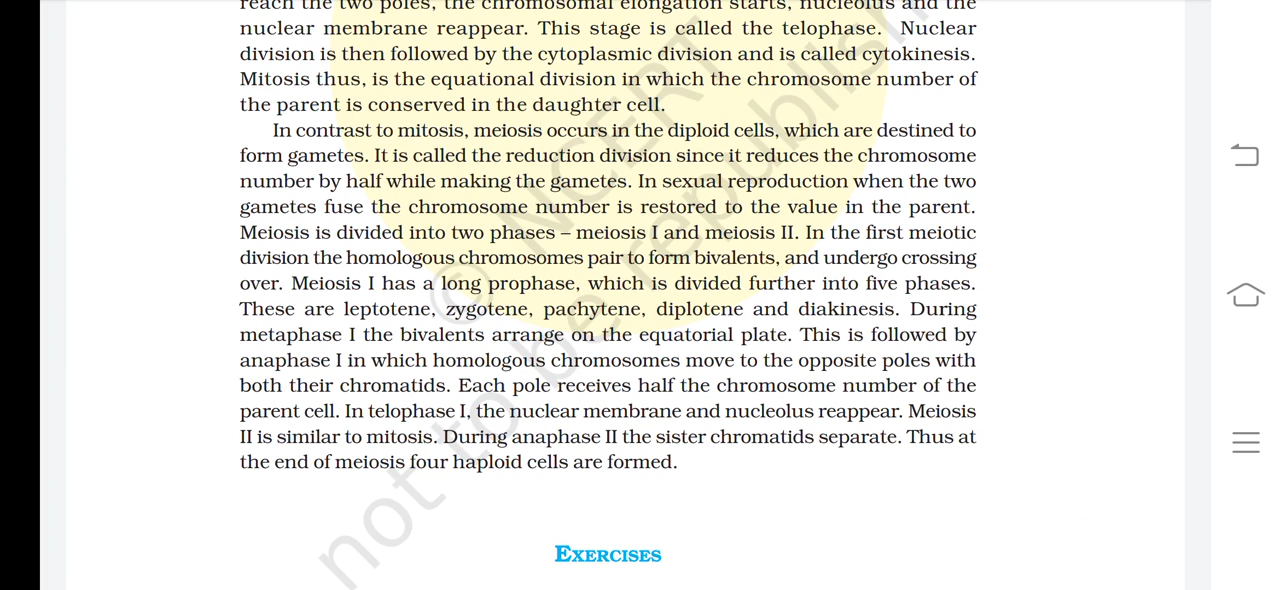 reach the two poles, the chromosomal elongation starts, nucleolus and the
nuclear membrane reappear. This stage is called the telophase. Nuclear
division is then followed by the cytoplasmic division and is called cytokinesis.
Mitosis thus, is the equational division in which the chromosome number of
the parent is conserved in the daughter cell.
In contrast to mitosis, meiosis occurs in the diploid cells, which are destined to
form gametes. It is called the reduction division since it reduces the chromosome
number by half while making the gametes. In sexual reproduction when the two
gametes fuse the chromosome number is restored to the value in the parent.
Meiosis is divided into two phases – meiosis I and meiosis II. In the first meiotic
division the homologous chromosomes pair to form bivalents, and undergo crossing
over. Meiosis I has a long prophase, which is divided further into five phases.
These are leptotene, zygotene, pachytene, diplotene and diakinesis. During
metaphase I the bivalents arrange on the equatorial plate. This is followed by
anaphase I in which homologous chromosomes move to the opposite poles with
both their chromatids. Each pole receives half the chromosome number of the
parent cell. In telophase I, the nuclear membrane and nucleolus reappear. Meiosis
II is similar to mitosis. During anaphase II the sister chromatids separate. Thus at
the end of meiosis four haploid cells are formed.
© NCERT
not to be republish
EXERCISES